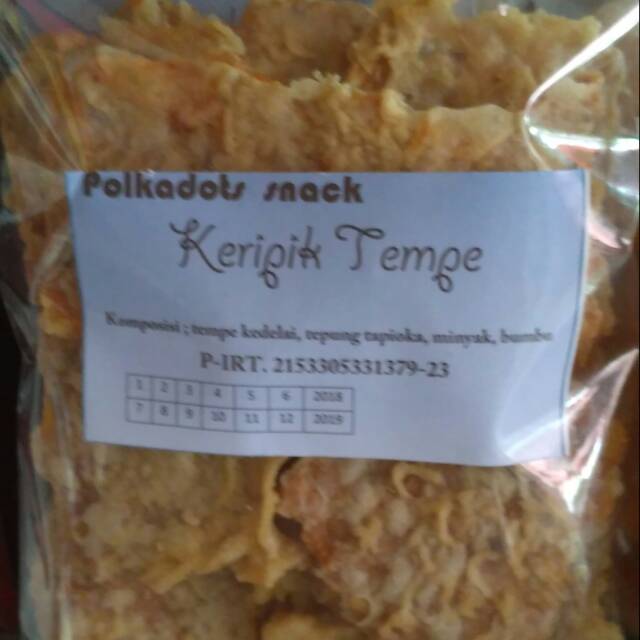 Polkadots snack
Keripik Tempe
Komposisi ; tempe kedelai, tepung tapioka, minyak, bumbu
P-IRT. 2153305331379-23
1 2 3 4 5 6 2018
7 8 9 10 11 12 2019